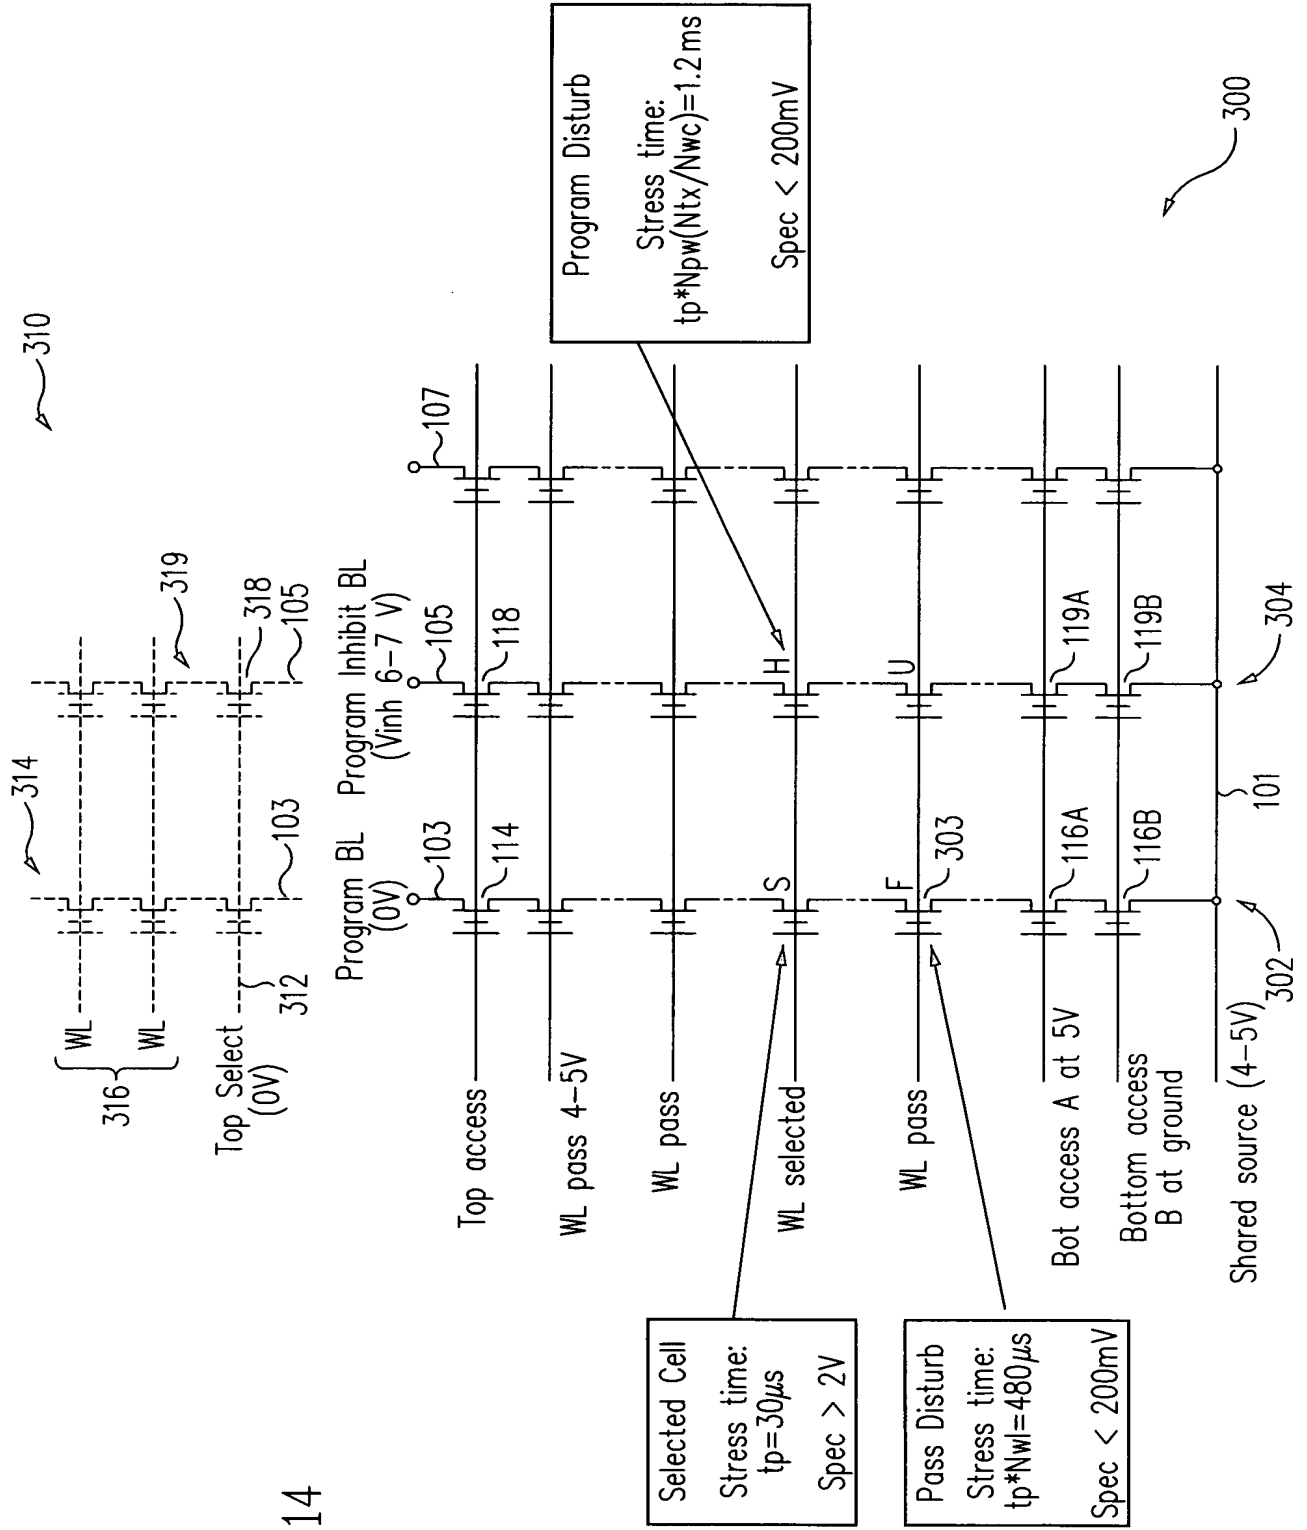 310
314
WL
WL
316
319
318
105
103
312
Top Select
(0V)
Program BL
(0V)
Program Inhibit BL
(Vinh 6-7 V)
103
105
107
Top access
114
118
WL pass 4-5V
WL pass
WL selected
S
H
WL pass
F
U
303
Bot access A at 5V
116A
119A
Bottom access
B at ground
116B
119B
Shared source (4-5V)
101
302
304
300
Program Disturb
Stress time:
tp*Npw(Ntx/Nwc)=1.2ms
Spec < 200mV
Selected Cell
Stress time:
tp=30µs
Spec > 2V
Pass Disturb
Stress time:
tp*Nwl=480µs
Spec < 200mV
14